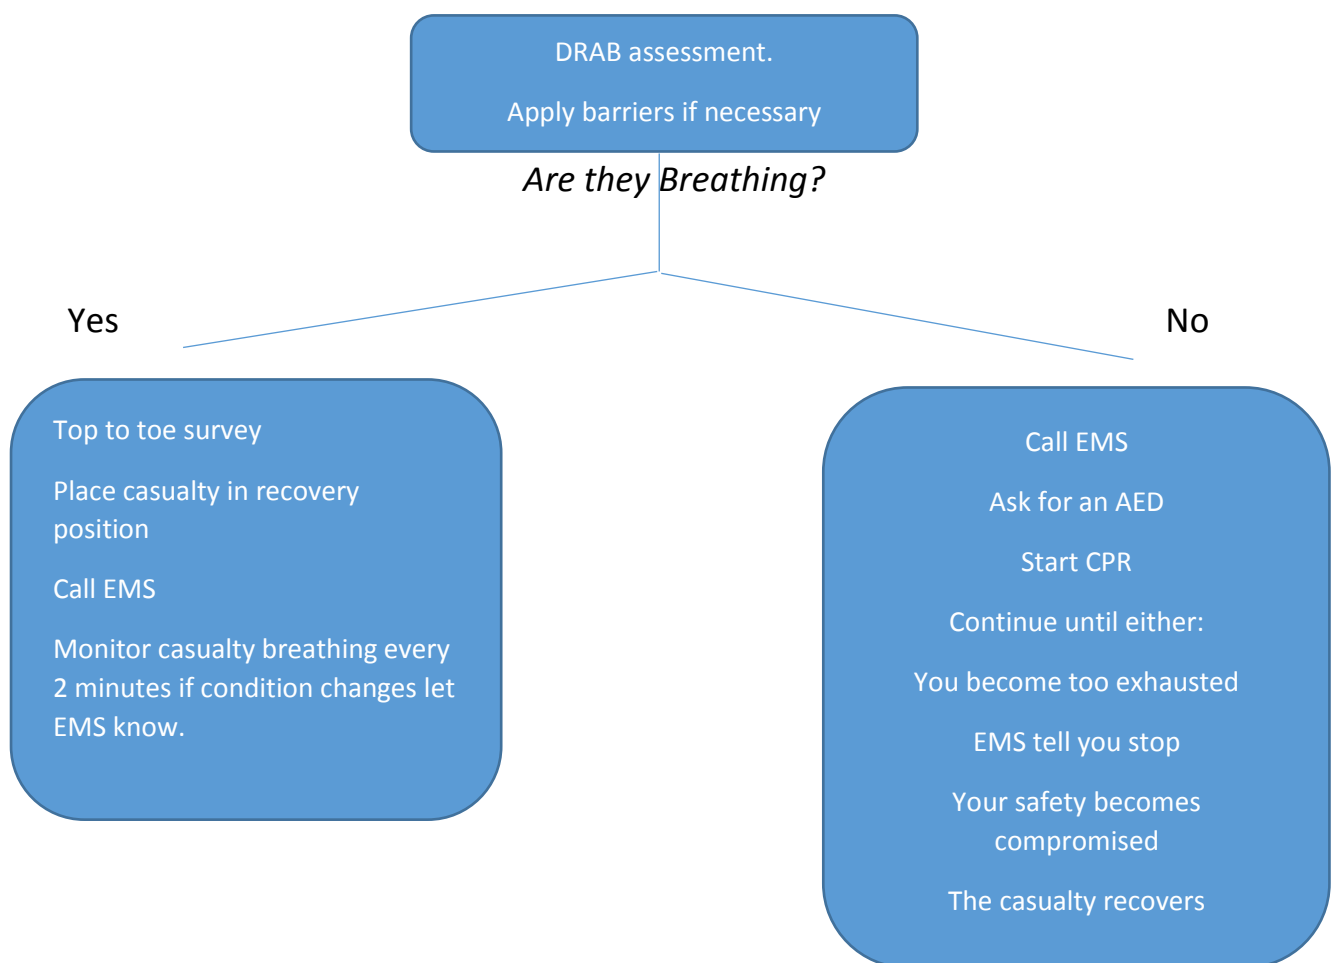 DRAB assessment.
Apply barriers if necessary
Are they Breathing?
Yes
No
Top to toe survey
Place casualty in recovery
position
Call EMS
Monitor casualty breathing every
2 minutes if condition changes let
EMS know.
Call EMS
Ask for an AED
Start CPR
Continue until either:
You become too exhausted
EMS tell you stop
Your safety becomes
compromised
The casualty recovers